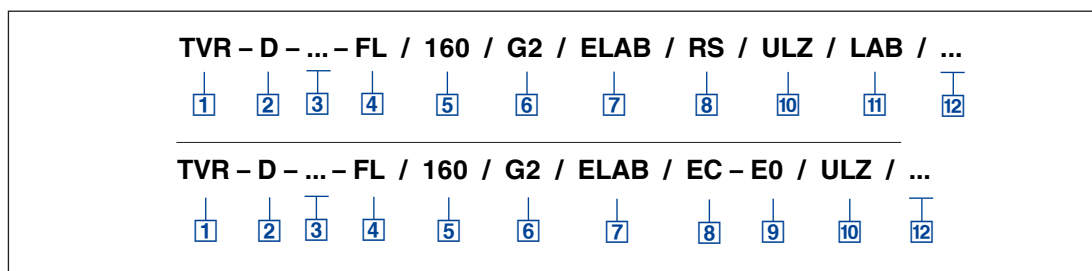 TVR – D – ... – FL / 160 / G2 / ELAB / RS / ULZ / LAB / ...
1 2 3 4 5 6 7 8 10 11 12
TVR – D – ... – FL / 160 / G2 / ELAB / EC – E0 / ULZ / ...
1 2 3 4 5 6 7 8 9 10 12